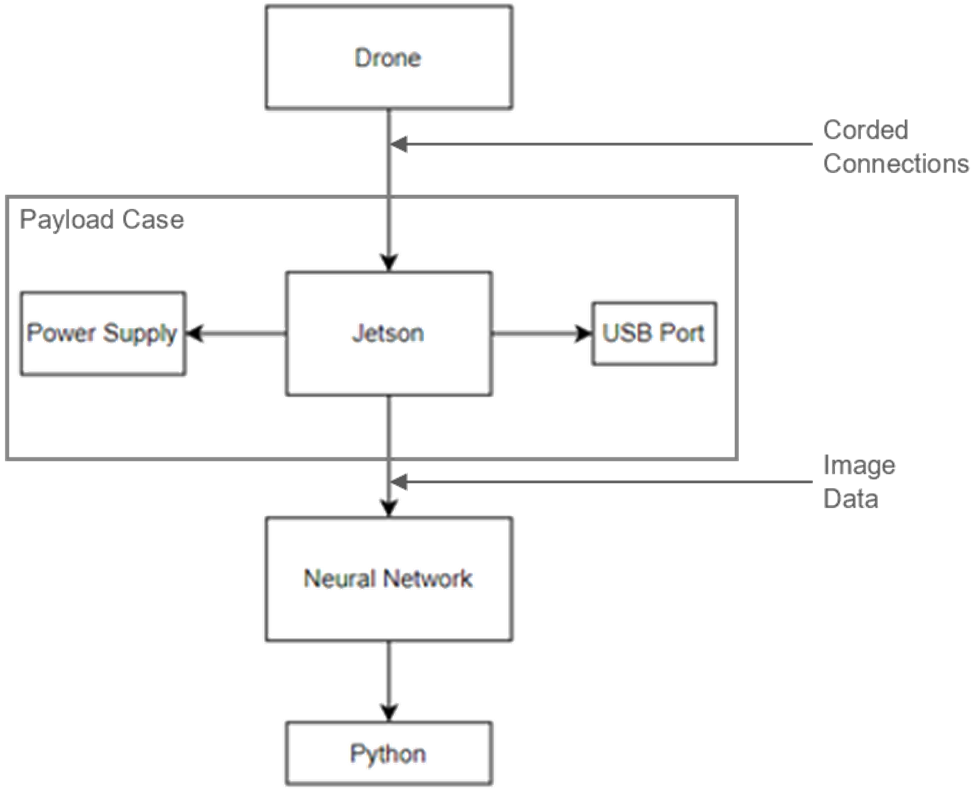 Drone
Corded
Connections
Payload Case
Power Supply
Jetson
USB Port
Image
Data
Neural Network
Python